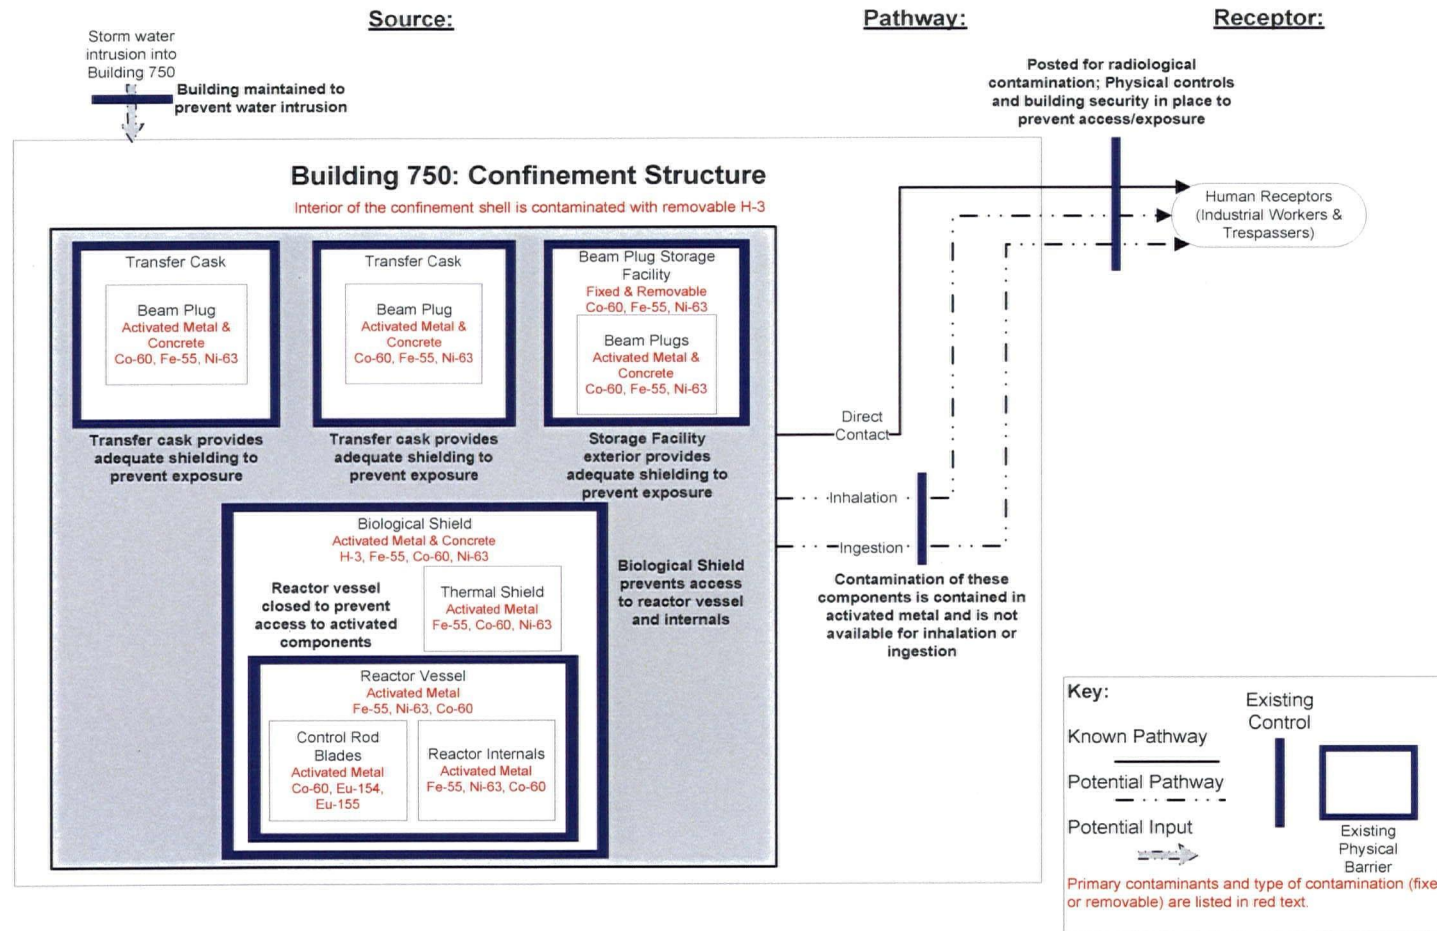 Source:
Pathway:
Receptor:
Storm water
intrusion into
Building 750
Building maintained to
prevent water intrusion
Posted for radiological
contamination; Physical controls
and building security in place to
prevent access/exposure
Building 750: Confinement Structure
Interior of the confinement shell is contaminated with removable H-3
Human Receptors
(Industrial Workers &
Trespassers)
Transfer Cask
Beam Plug
Activated Metal &
Concrete
Co-60, Fe-55, Ni-63
Transfer cask provides
adequate shielding to
prevent exposure
Transfer Cask
Beam Plug
Activated Metal &
Concrete
Co-60, Fe-55, Ni-63
Transfer cask provides
adequate shielding to
prevent exposure
Beam Plug Storage
Facility
Fixed & Removable
Co-60, Fe-55, Ni-63
Beam Plugs
Activated Metal &
Concrete
Co-60, Fe-55, Ni-63
Storage Facility
exterior provides
adequate shielding to
prevent exposure
Direct
Contact
Inhalation
Ingestion
Contamination of these
components is contained in
activated metal and is not
available for inhalation or
ingestion
Biological Shield
Activated Metal & Concrete
H-3, Fe-55, Co-60, Ni-63
Reactor vessel
closed to prevent
access to activated
components
Thermal Shield
Activated Metal
Fe-55, Co-60, Ni-63
Biological Shield
prevents access
to reactor vessel
and internals
Reactor Vessel
Activated Metal
Fe-55, Ni-63, Co-60
Control Rod
Blades
Activated Metal
Co-60, Eu-154,
Eu-155
Reactor Internals
Activated Metal
Fe-55, Ni-63, Co-60
Key:
Known Pathway
Potential Pathway
Potential Input
Existing
Control
Existing
Physical
Barrier
Primary contaminants and type of contamination (fixe
or removable) are listed in red text.